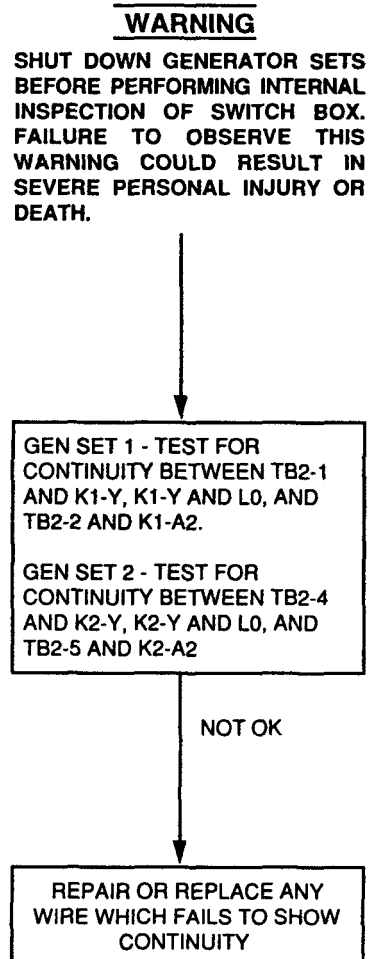 WARNING
SHUT DOWN GENERATOR SETS
BEFORE PERFORMING INTERNAL
INSPECTION OF SWITCH BOX.
FAILURE TO OBSERVE THIS
WARNING COULD RESULT IN
SEVERE PERSONAL INJURY OR
DEATH.
GEN SET 1 - TEST FOR
CONTINUITY BETWEEN TB2-1
AND K1-Y, K1-Y AND L0, AND
TB2-2 AND K1-A2.
GEN SET 2 - TEST FOR
CONTINUITY BETWEEN TB2-4
AND K2-Y, K2-Y AND L0, AND
TB2-5 AND K2-A2
NOT OK
REPAIR OR REPLACE ANY
WIRE WHICH FAILS TO SHOW
CONTINUITY